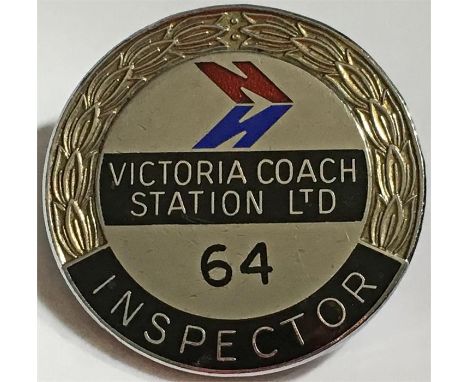 VICTORIA COACH
STATION LTD
64
INSPECTOR